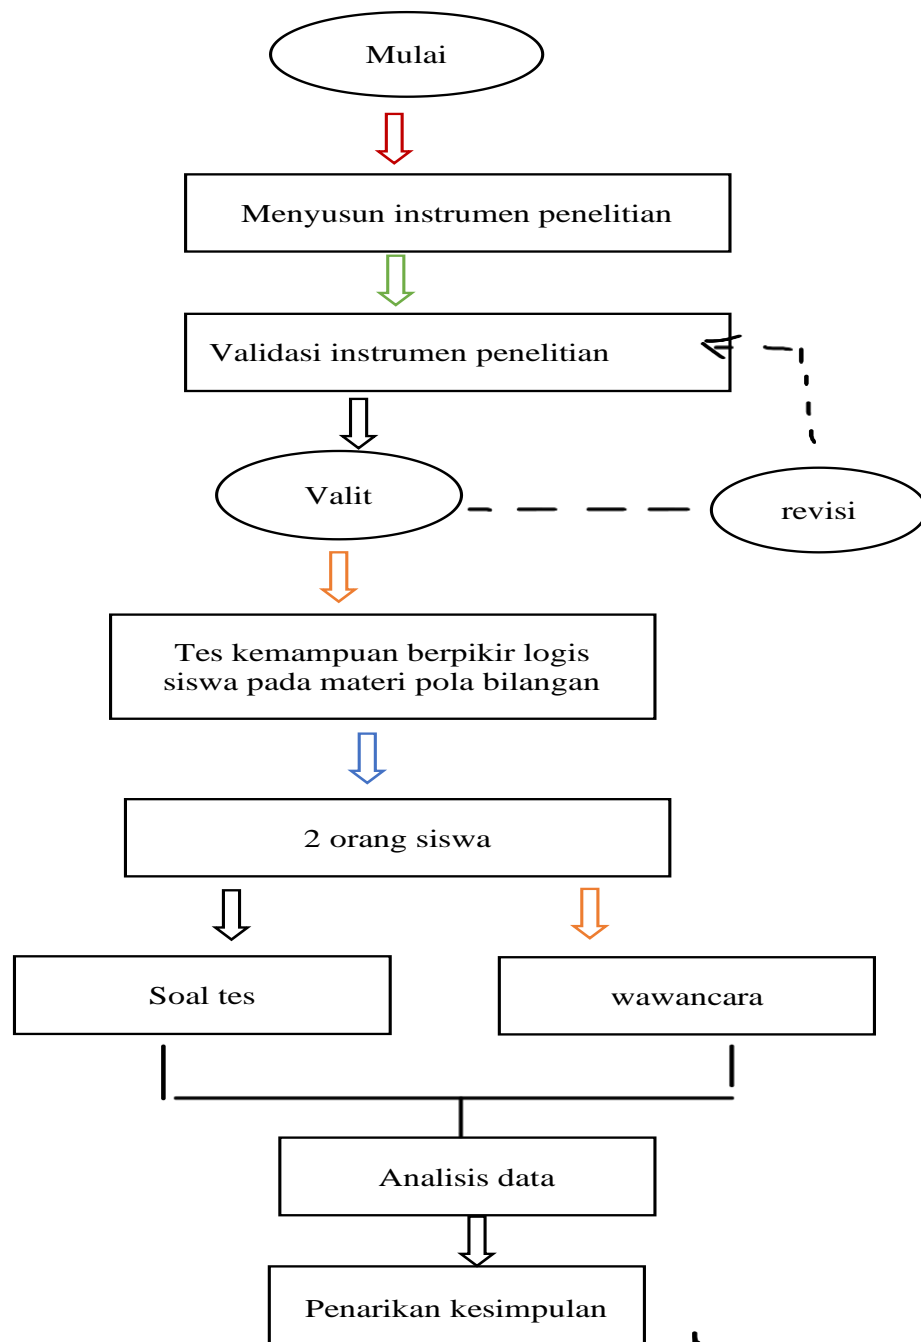 Mulai
Menyusun instrumen penelitian
Validasi instrumen penelitian
Valit
revisi
Tes kemampuan berpikir logis
siswa pada materi pola bilangan
2 orang siswa
Soal tes
wawancara
Analisis data
Penarikan kesimpulan